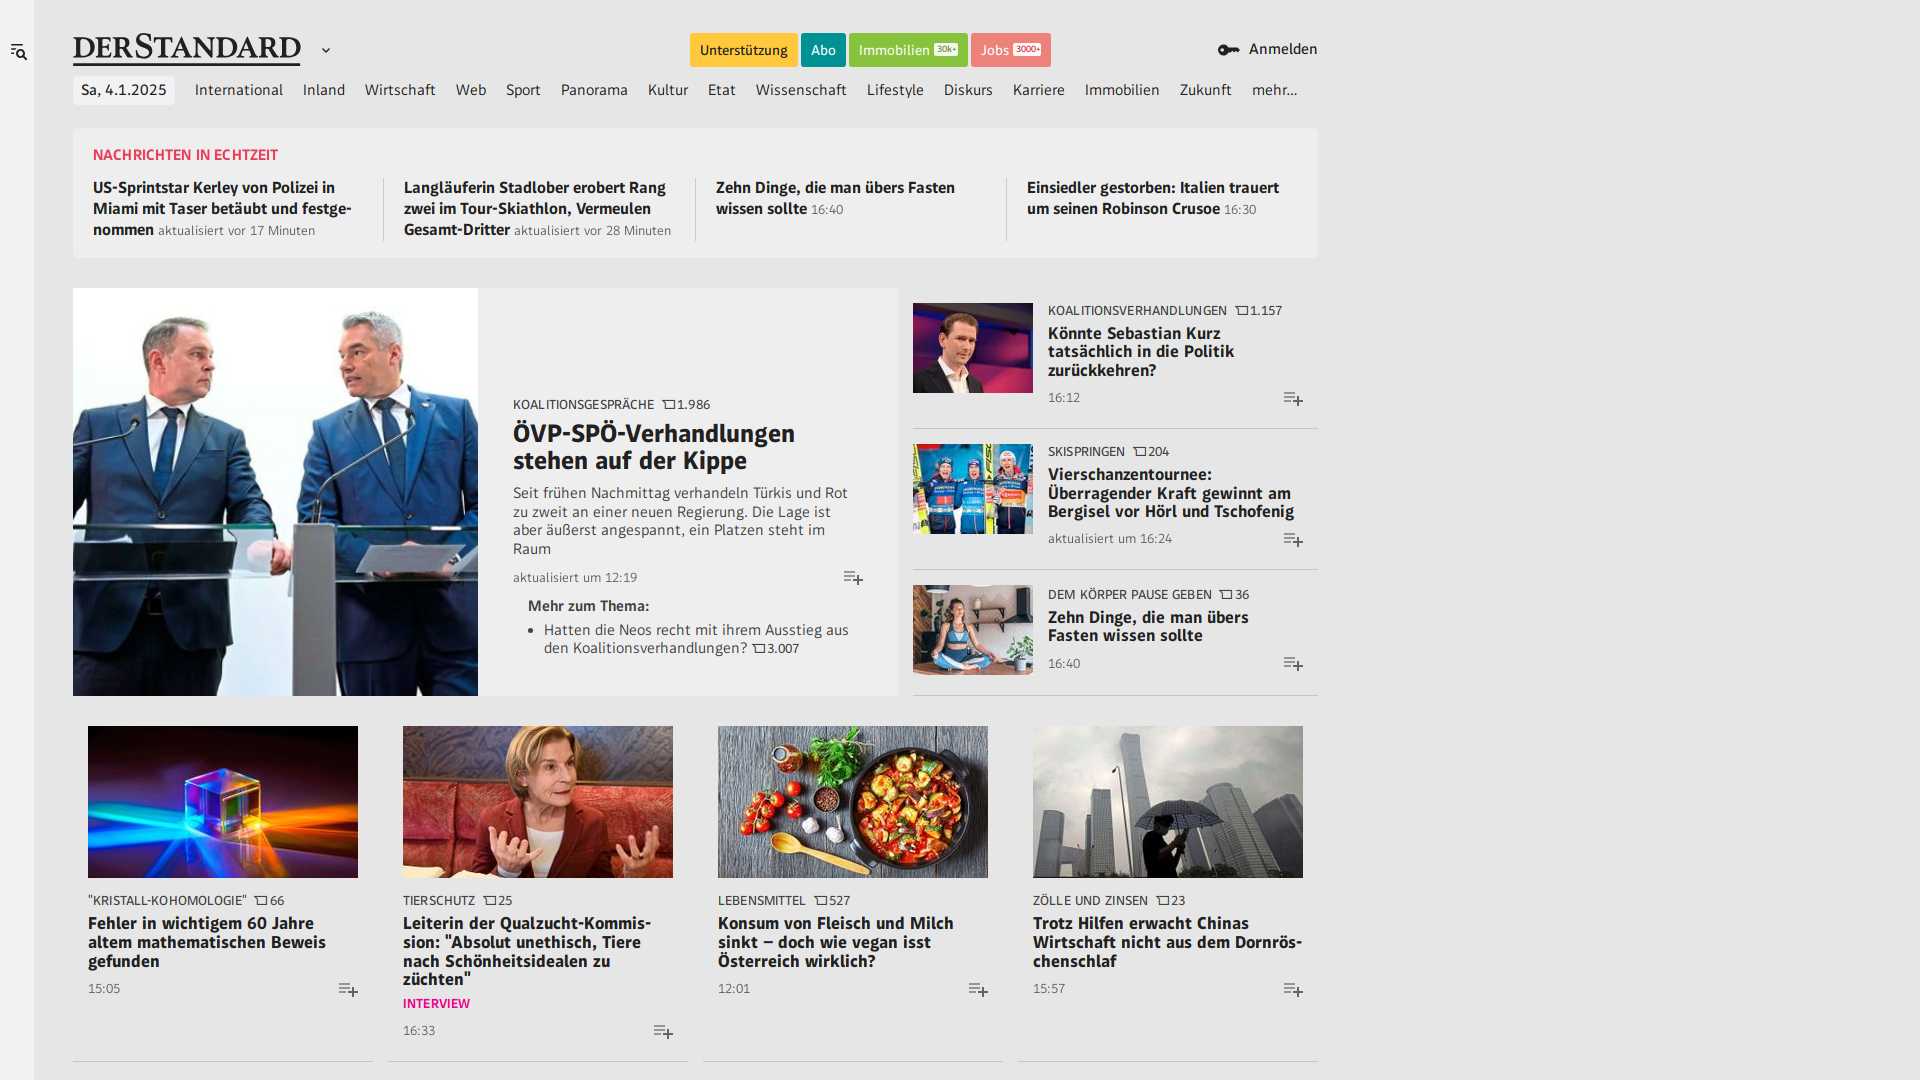 DERSTANDARD
Unterstützung
Abo
Immobilien 30k+
Jobs 3000+
Anmelden
Sa, 4.1.2025
International
Inland
Wirtschaft
Web
Sport
Panorama
Kultur
Etat
Wissenschaft
Lifestyle
Diskurs
Karriere
Immobilien
Zukunft
mehr...
NACHRICHTEN IN ECHTZEIT
US-Sprintstar Kerley von Polizei in
Miami mit Taser betäubt und festge-
nommen aktualisiert vor 17 Minuten
Langläuferin Stadlober erobert Rang
zwei im Tour-Skiathlon, Vermeulen
Gesamt-Dritter aktualisiert vor 28 Minuten
Zehn Dinge, die man übers Fasten
wissen sollte 16:40
Einsiedler gestorben: Italien trauert
um seinen Robinson Crusoe 16:30
KOALITIONSGESPRÄCHE 1.986
ÖVP-SPÖ-Verhandlungen
stehen auf der Kippe
Seit frühen Nachmittag verhandeln Türkis und Rot
zu zweit an einer neuen Regierung. Die Lage ist
aber äußerst angespannt, ein Platzen steht im
Raum
aktualisiert um 12:19
Mehr zum Thema:
• Hatten die Neos recht mit ihrem Ausstieg aus
den Koalitionsverhandlungen? 3.007
KOALITIONSVERHANDLUNGEN 1.157
Könnte Sebastian Kurz
tatsächlich in die Politik
zurückkehren?
16:12
SKISPRINGEN 204
Vierschanzentournee:
Überragender Kraft gewinnt am
Bergisel vor Hörl und Tschofenig
aktualisiert um 16:24
DEM KÖRPER PAUSE GEBEN 36
Zehn Dinge, die man übers
Fasten wissen sollte
16:40
"KRISTALL-KOHOMOLOGIE" 66
Fehler in wichtigem 60 Jahre
altem mathematischen Beweis
gefunden
15:05
TIERSCHUTZ 25
Leiterin der Qualzucht-Kommis-
sion: "Absolut unethisch, Tiere
nach Schönheitsidealen zu
züchten"
INTERVIEW
16:33
LEBENSMITTEL 527
Konsum von Fleisch und Milch
sinkt – doch wie vegan isst
Österreich wirklich?
12:01
ZÖLLE UND ZINSEN 23
Trotz Hilfen erwacht Chinas
Wirtschaft nicht aus dem Dornrös-
chenschlaf
15:57